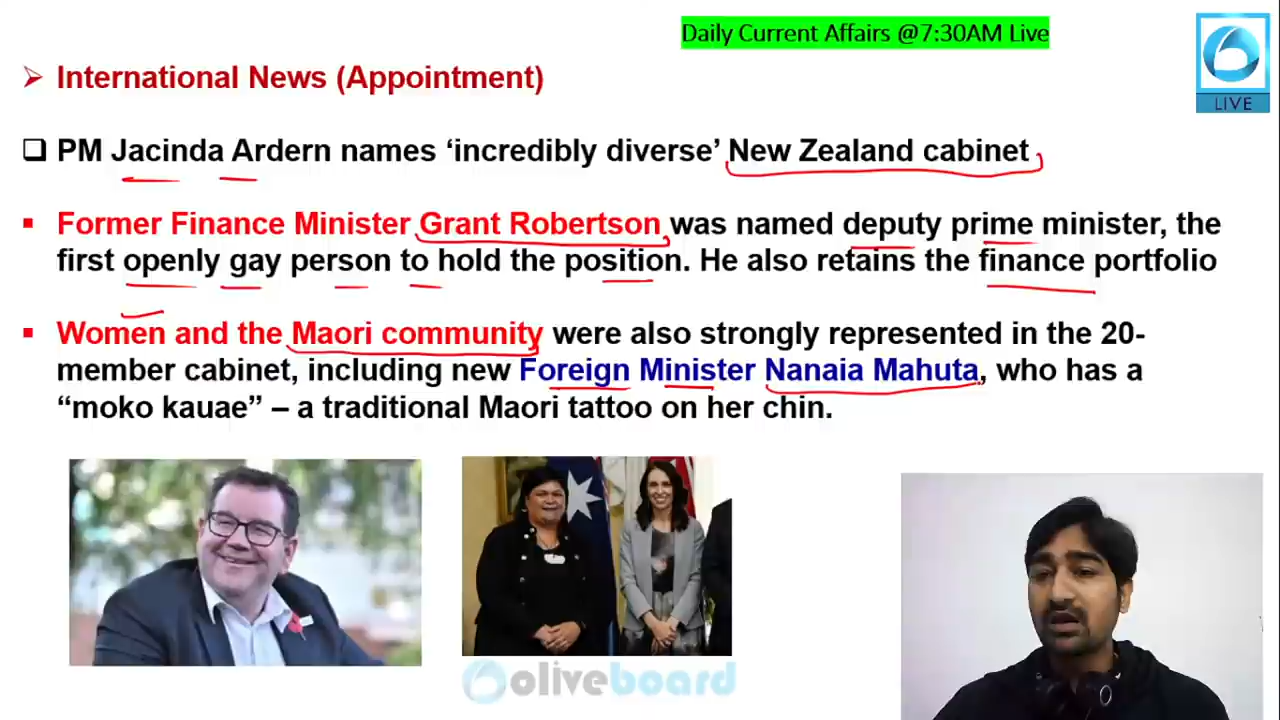 Daily Current Affairs @7:30AM Live
LIVE
International News (Appointment)
PM Jacinda Ardern names ‘incredibly diverse’ New Zealand cabinet
Former Finance Minister Grant Robertson was named deputy prime minister, the
first openly gay person to hold the position. He also retains the finance portfolio
Women and the Maori community were also strongly represented in the 20-
member cabinet, including new Foreign Minister Nanaia Mahuta, who has a
“moko kauae” – a traditional Maori tattoo on her chin.
oliveboard